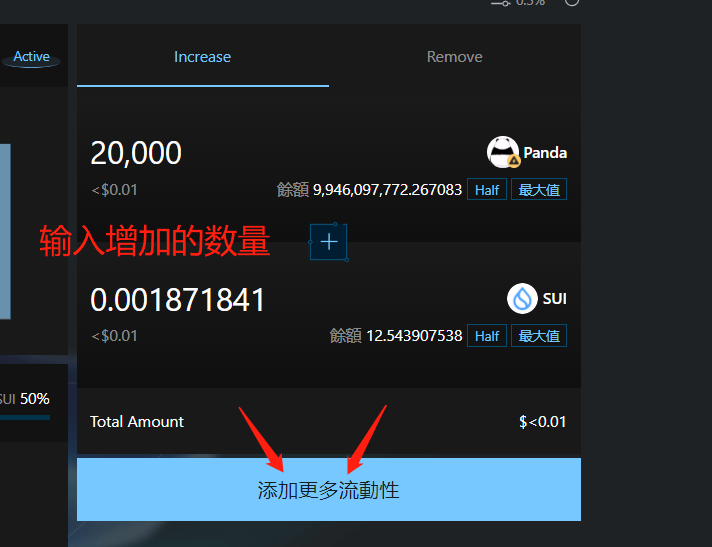 0.5%
Active
Increase
Remove
20,000
Panda
<$0.01
餘額 9,946,097,772.267083 Half 最大值
输入增加的数量
0.001871841
SUI
<$0.01
餘額 12.543907538 Half 最大值
SUI 50%
Total Amount
$<0.01
添加更多流動性